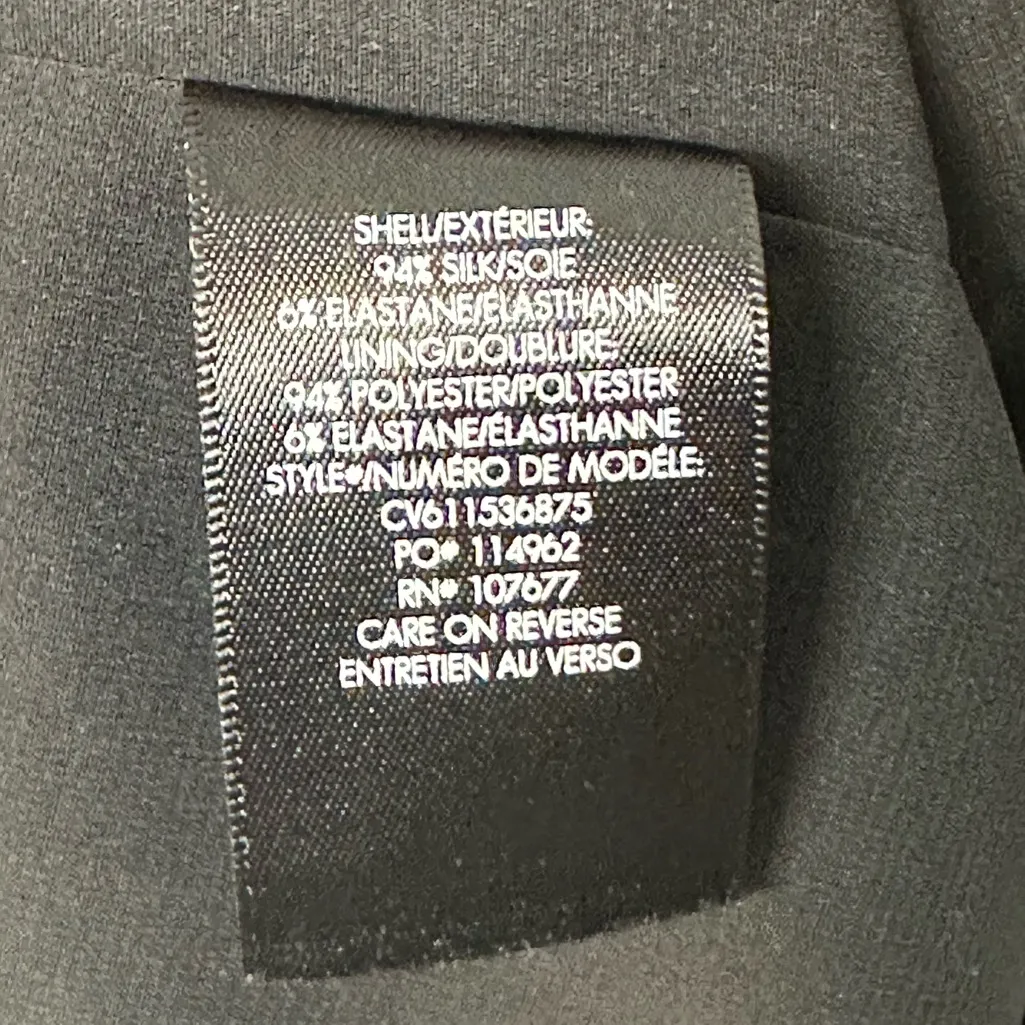 SHELL/EXTÉRIEUR:
94% SILK/SOIE
6% ELASTANE/ÉLASTHANNE
LINING/DOUBLURE:
94% POLYESTER/POLYESTER
6% ELASTANE/ÉLASTHANNE
STYLE#/NUMÉRO DE MODÉLE:
CV611536875
PO# 114962
RN# 107677
CARE ON REVERSE
ENTRETIEN AU VERSO